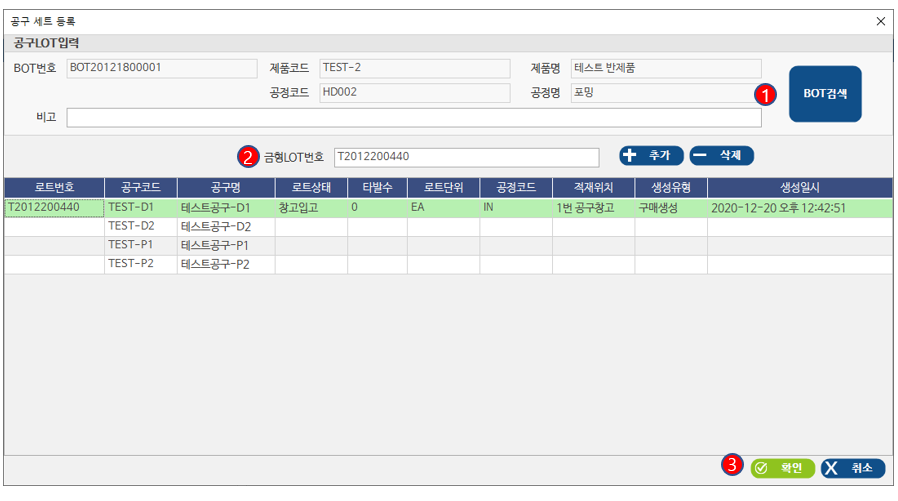 공구 세트 등록
공구LOT입력
BOT번호 BOT20121800001 제품코드 TEST-2 제품명 테스트 반제품
공정코드 HD002 공정명 포밍 1 BOT검색
비고
2 금형LOT번호 T2012200440 추가 삭제
로트번호 공구코드 공구명 로트상태 타발수 로트단위 공정코드 적재위치 생성유형 생성일시
T2012200440 TEST-D1 테스트공구-D1 창고입고 0 EA IN 1번 공구창고 구매생성 2020-12-20 오후 12:42:51
TEST-D2 테스트공구-D2
TEST-P1 테스트공구-P1
TEST-P2 테스트공구-P2
3 확인 X 취소